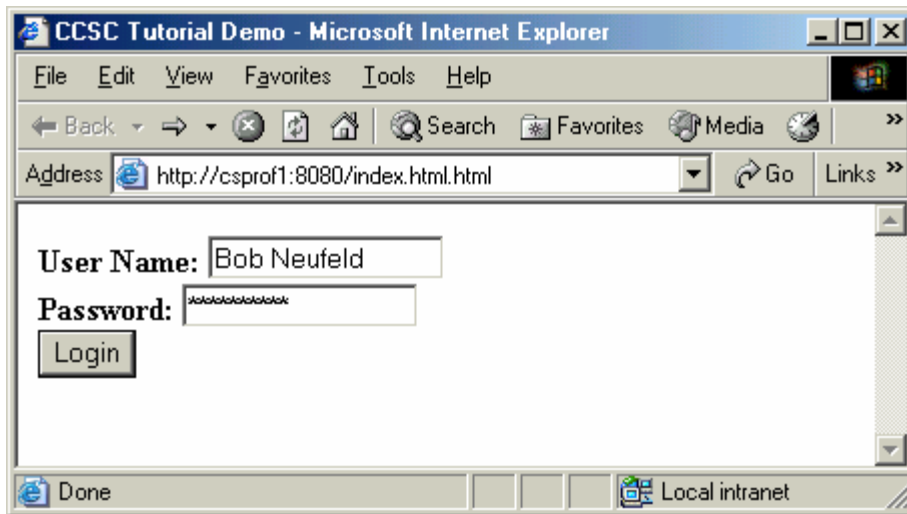 CCSC Tutorial Demo - Microsoft Internet Explorer
File Edit View Favorites Tools Help
Back Search Favorites Media »
Address http://csprof1:8080/index.html.html Go Links »
User Name: Bob Neufeld
Password: ***********
Login
Done Local intranet